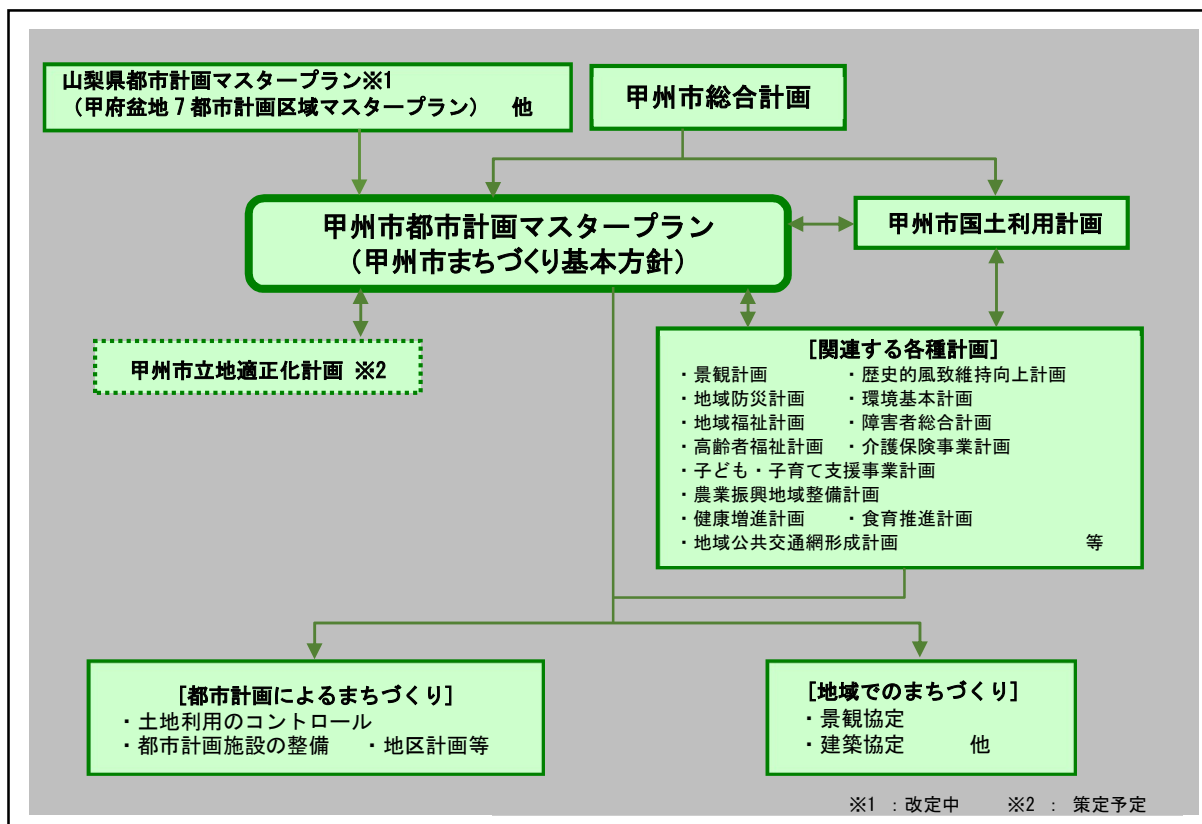 山梨県都市計画マスタープラン※1
(甲府盆地7都市計画区域マスタープラン) 他
甲州市総合計画
甲州市都市計画マスタープラン
(甲州市まちづくり基本方針)
甲州市国土利用計画
甲州市立地適正化計画 ※2
[関連する各種計画]
・景観計画 ・歴史的風致維持向上計画
・地域防災計画 ・環境基本計画
・地域福祉計画 ・障害者総合計画
・高齢者福祉計画 ・介護保険事業計画
・子ども・子育て支援事業計画
・農業振興地域整備計画
・健康増進計画 ・食育推進計画
・地域公共交通網形成計画 等
[都市計画によるまちづくり]
・土地利用のコントロール
・都市計画施設の整備 ・地区計画等
[地域でのまちづくり]
・景観協定
・建築協定 他
※1 :改定中 ※2 : 策定予定